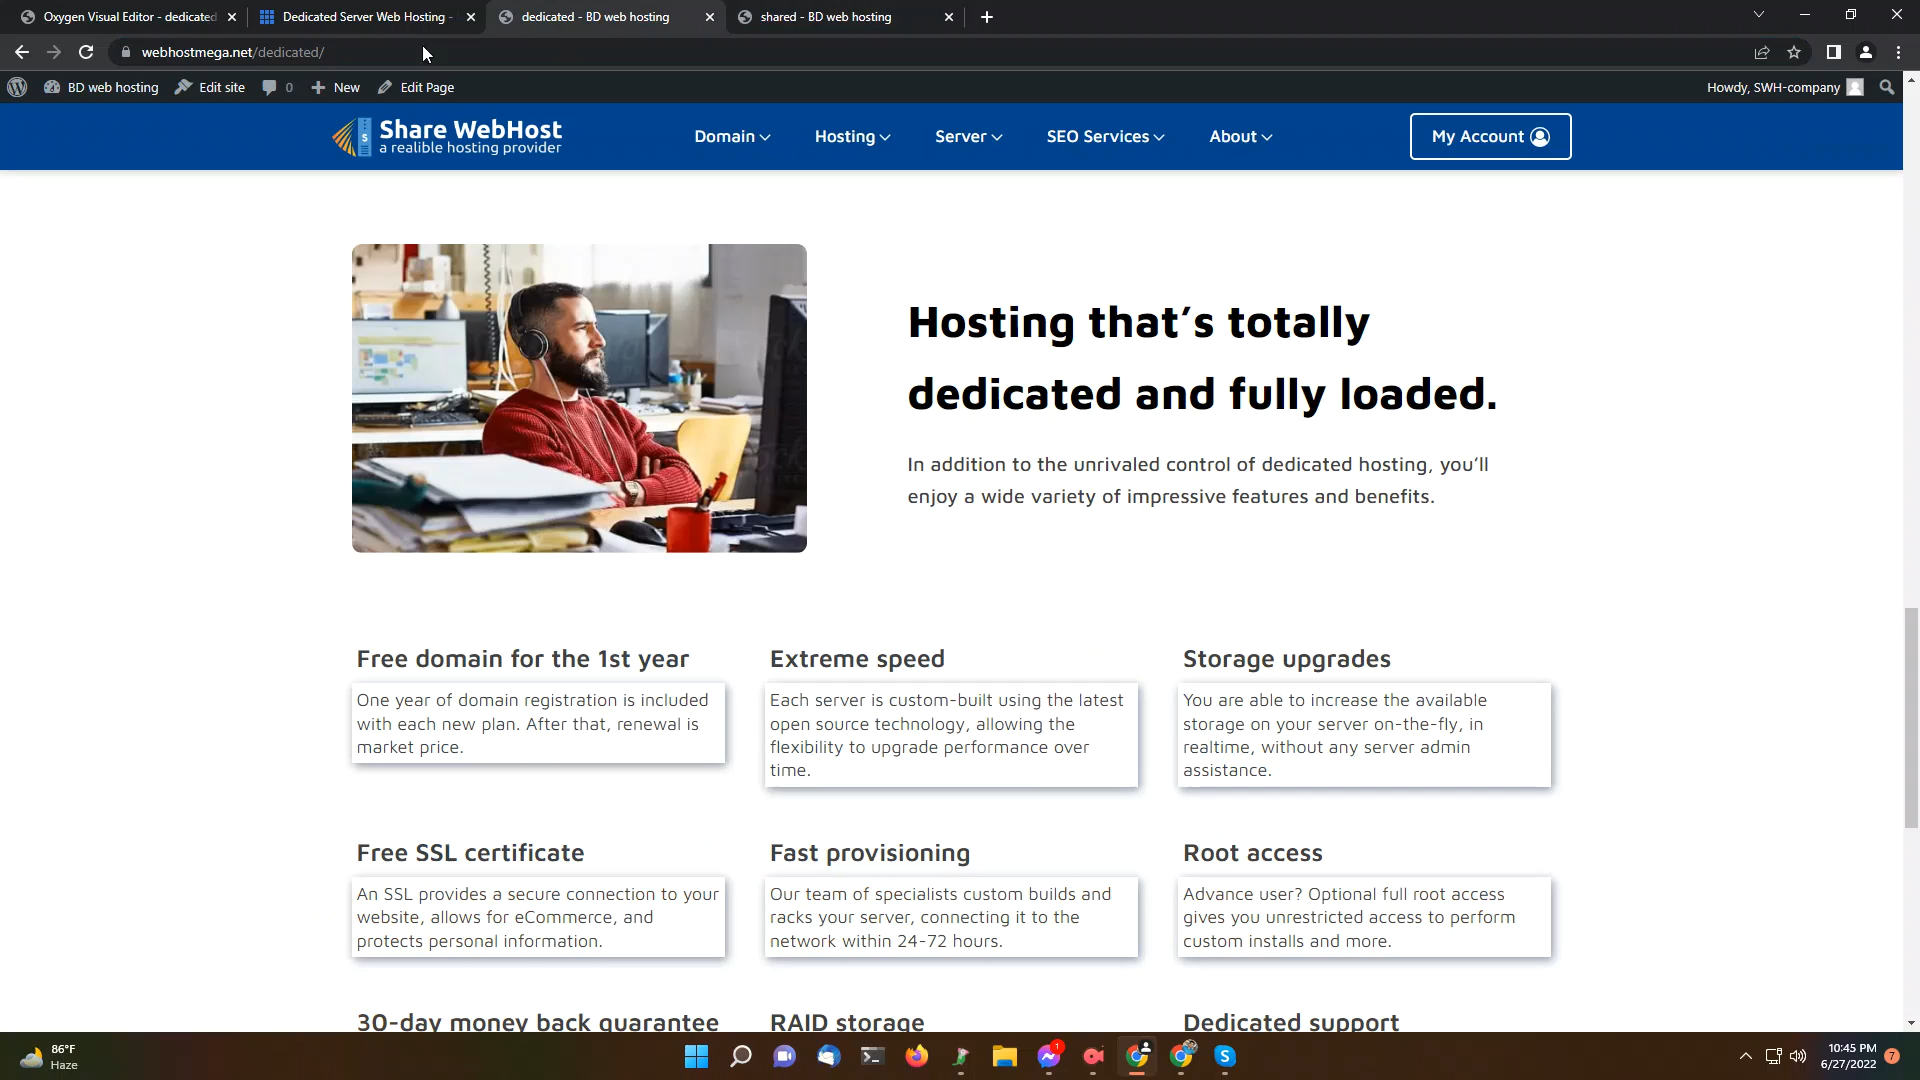 Oxygen Visual Editor - dedicated
Dedicated Server Web Hosting -
dedicated - BD web hosting
shared - BD web hosting
webhostmega.net/dedicated/
BD web hosting
Edit site
0
New
Edit Page
Howdy, SWH-company
Share WebHost
a realible hosting provider
Domain
Hosting
Server
SEO Services
About
My Account
Hosting that’s totally
dedicated and fully loaded.
In addition to the unrivaled control of dedicated hosting, you’ll
enjoy a wide variety of impressive features and benefits.
Free domain for the 1st year
One year of domain registration is included
with each new plan. After that, renewal is
market price.
Extreme speed
Each server is custom-built using the latest
open source technology, allowing the
flexibility to upgrade performance over
time.
Storage upgrades
You are able to increase the available
storage on your server on-the-fly, in
realtime, without any server admin
assistance.
Free SSL certificate
An SSL provides a secure connection to your
website, allows for eCommerce, and
protects personal information.
Fast provisioning
Our team of specialists custom builds and
racks your server, connecting it to the
network within 24-72 hours.
Root access
Advance user? Optional full root access
gives you unrestricted access to perform
custom installs and more.
30-day money back guarantee
RAID storage
Dedicated support
86°F
Haze
1
10:45 PM
6/27/2022
7